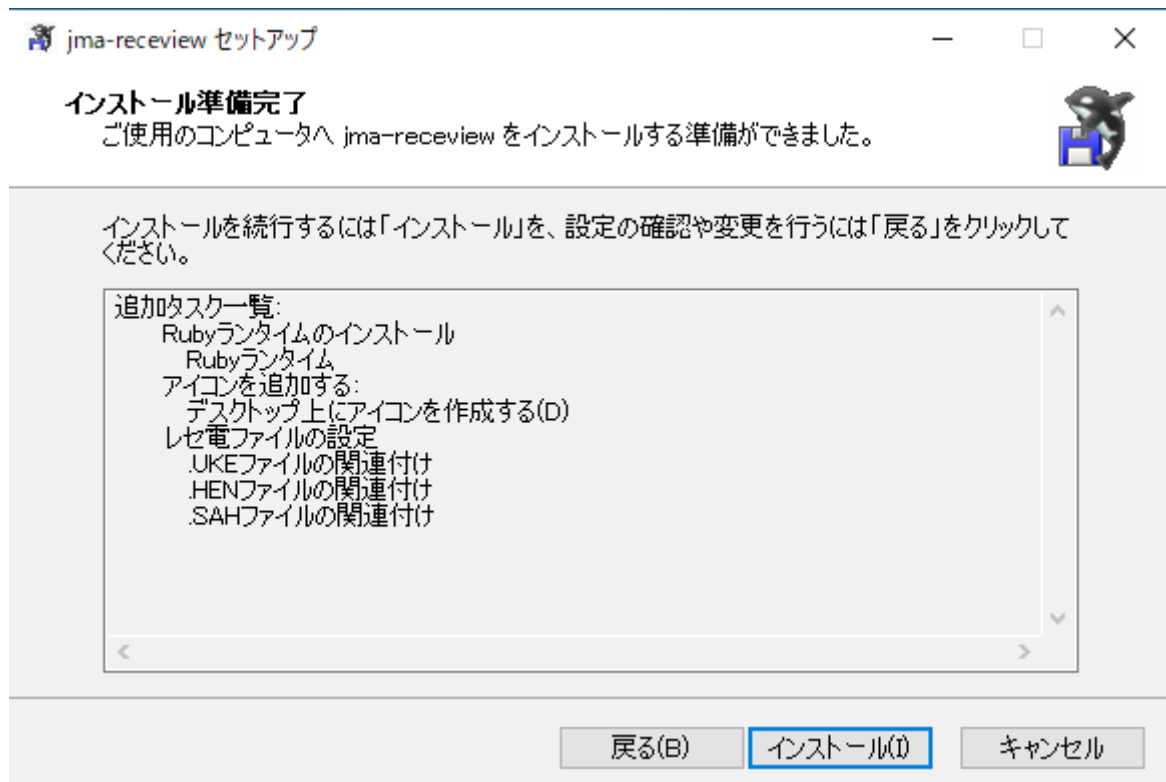 jma-receview セットアップ
インストール準備完了
ご使用のコンピュータへ jma-receview をインストールする準備ができました。
インストールを続行するには「インストール」を、設定の確認や変更を行うには「戻る」をクリックして
ください。
追加タスク一覧:
Rubyランタイムのインストール
Rubyランタイム
アイコンを追加する:
デスクトップ上にアイコンを作成する(D)
レセ電ファイルの設定
.UKEファイルの関連付け
.HENファイルの関連付け
.SAHファイルの関連付け
戻る(B) インストール(I) キャンセル